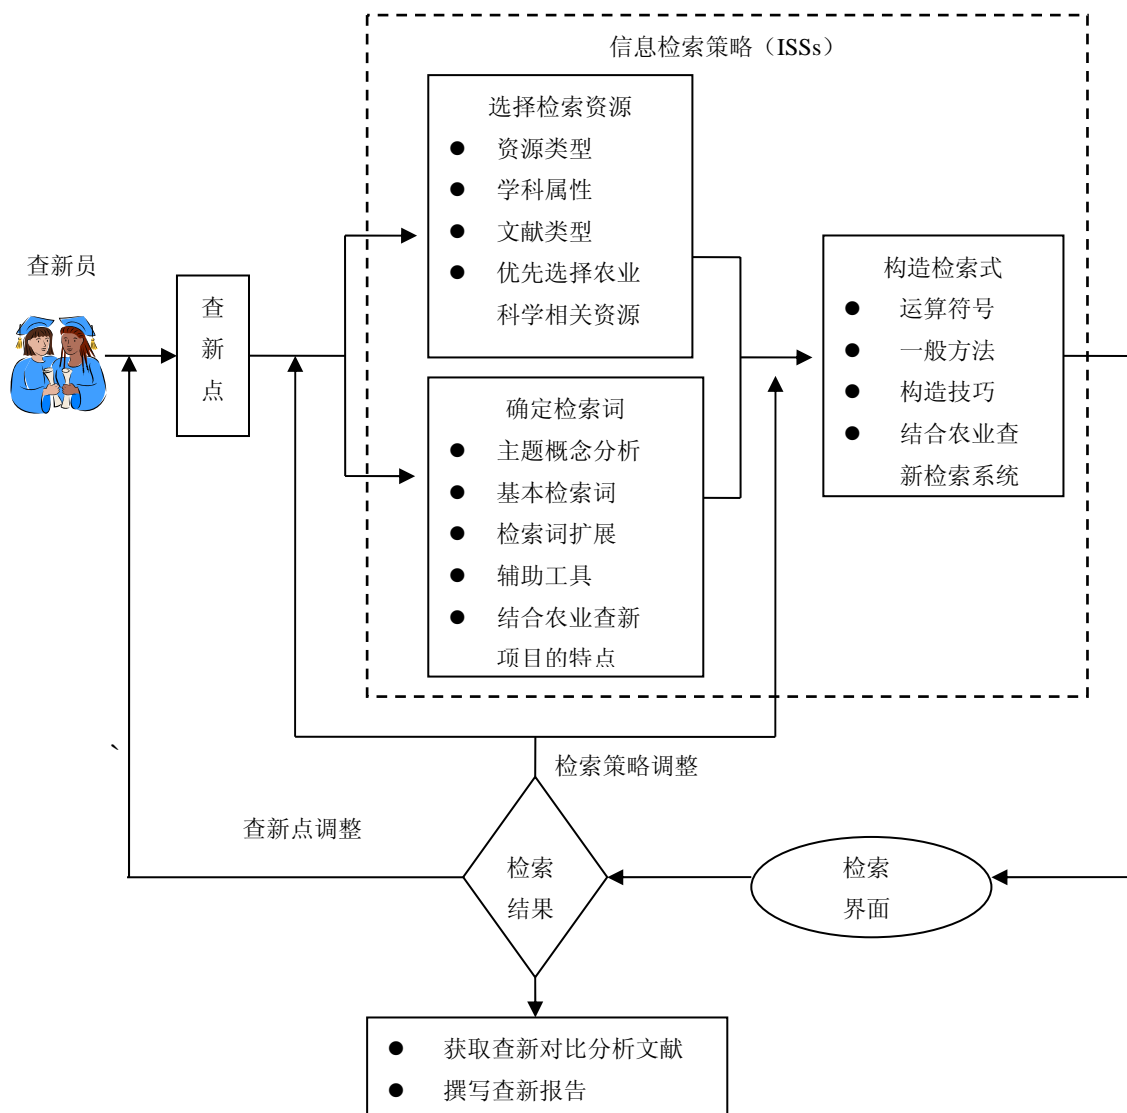 信息检索策略（ISSs）
选择检索资源
● 资源类型
● 学科属性
● 文献类型
● 优先选择农业
科学相关资源
查新员
查
新
点
确定检索词
● 主题概念分析
● 基本检索词
● 检索词扩展
● 辅助工具
● 结合农业查新
项目的特点
构造检索式
● 运算符号
● 一般方法
● 构造技巧
● 结合农业查
新检索系统
、
检索策略调整
查新点调整
检索
结果
检索
界面
● 获取查新对比分析文献
● 撰写查新报告